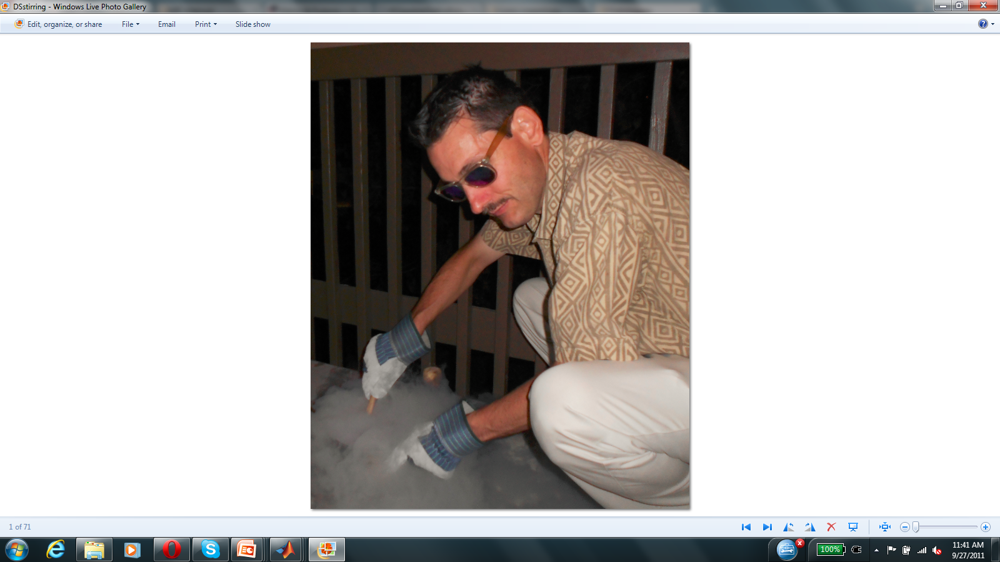 DSstirring - Windows Live Photo Gallery
Edit, organize, or share File Email Print Slide show
1 of 71
100%
11:41 AM
9/27/2011